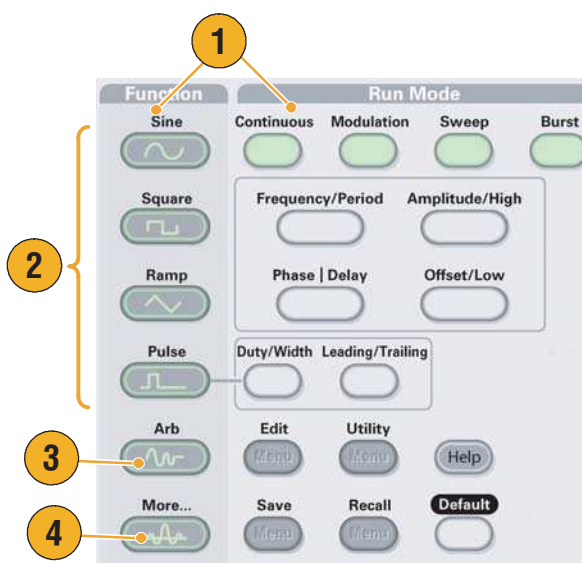 1
Function Run Mode
Sine Continuous Modulation Sweep Burst
Square Frequency/Period Amplitude/High
2
Ramp Phase | Delay Offset/Low
Pulse Duty/Width Leading/Trailing
Arb Edit Utility
3
Menu Menu Help
More... Save Recall Default
4
Menu Menu